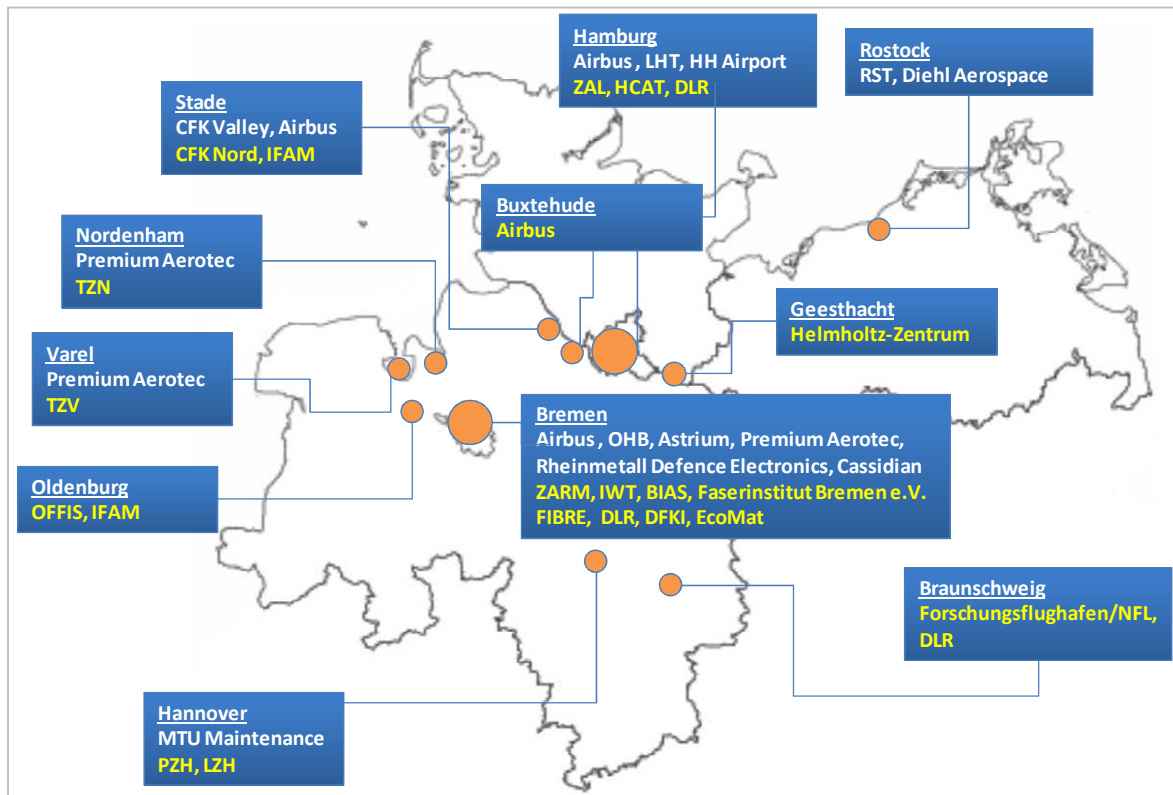 Hamburg
Airbus , LHT, HH Airport
ZAL, HCAT, DLR
Rostock
RST, Diehl Aerospace
Stade
CFK Valley, Airbus
CFK Nord, IFAM
Buxtehude
Airbus
Nordenham
Premium Aerotec
TZN
Geesthacht
Helmholtz-Zentrum
Varel
Premium Aerotec
TZV
Bremen
Airbus , OHB, Astrium, Premium Aerotec,
Rheinmetall Defence Electronics, Cassidian
ZARM, IWT, BIAS, Faserinstitut Bremen e.V.
FIBRE, DLR, DFKI, EcoMat
Oldenburg
OFFIS, IFAM
Braunschweig
Forschungsflughafen/NFL,
DLR
Hannover
MTU Maintenance
PZH, LZH